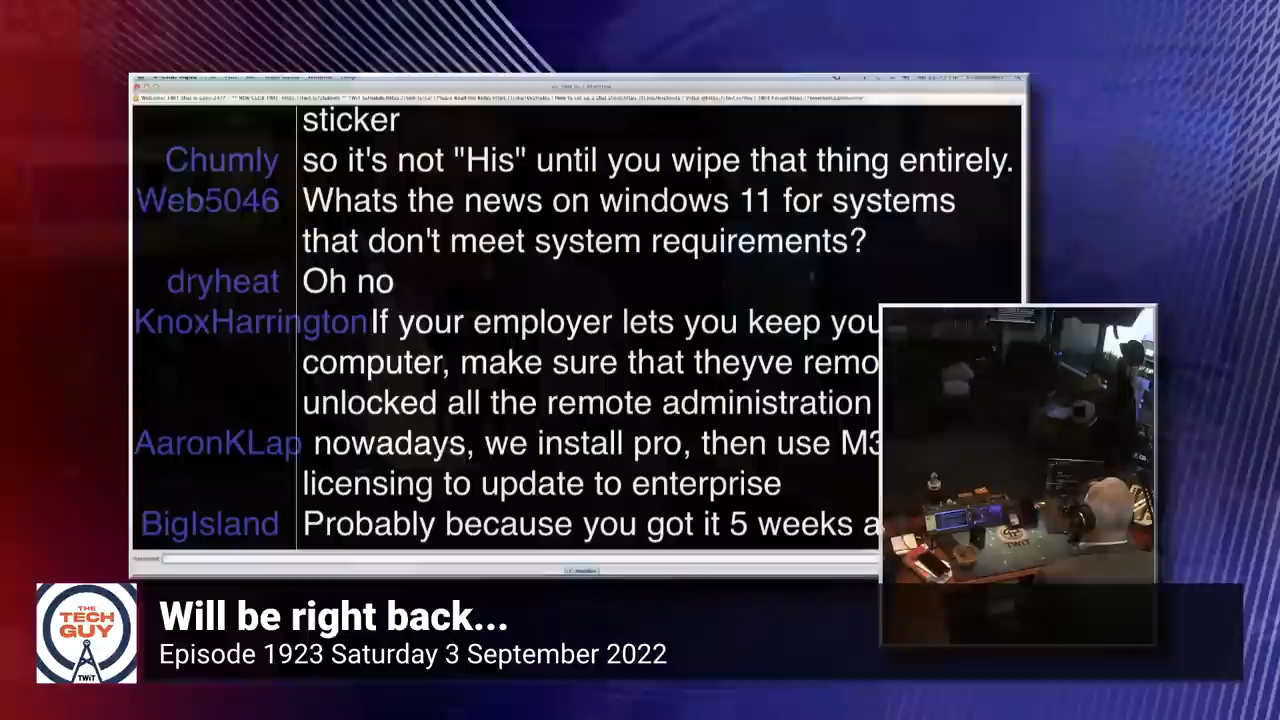 sticker
Chumly so it's not "His" until you wipe that thing entirely.
Web5046 Whats the news on windows 11 for systems
that don't meet system requirements?
dryheat Oh no
KnoxHarrington If your employer lets you keep you
computer, make sure that theyve remo
unlocked all the remote administration
AaronKLap nowadays, we install pro, then use M3
licensing to update to enterprise
BigIsland Probably because you got it 5 weeks a
TWiT
THE
TECH
GUY
TWiT
Will be right back...
Episode 1923 Saturday 3 September 2022